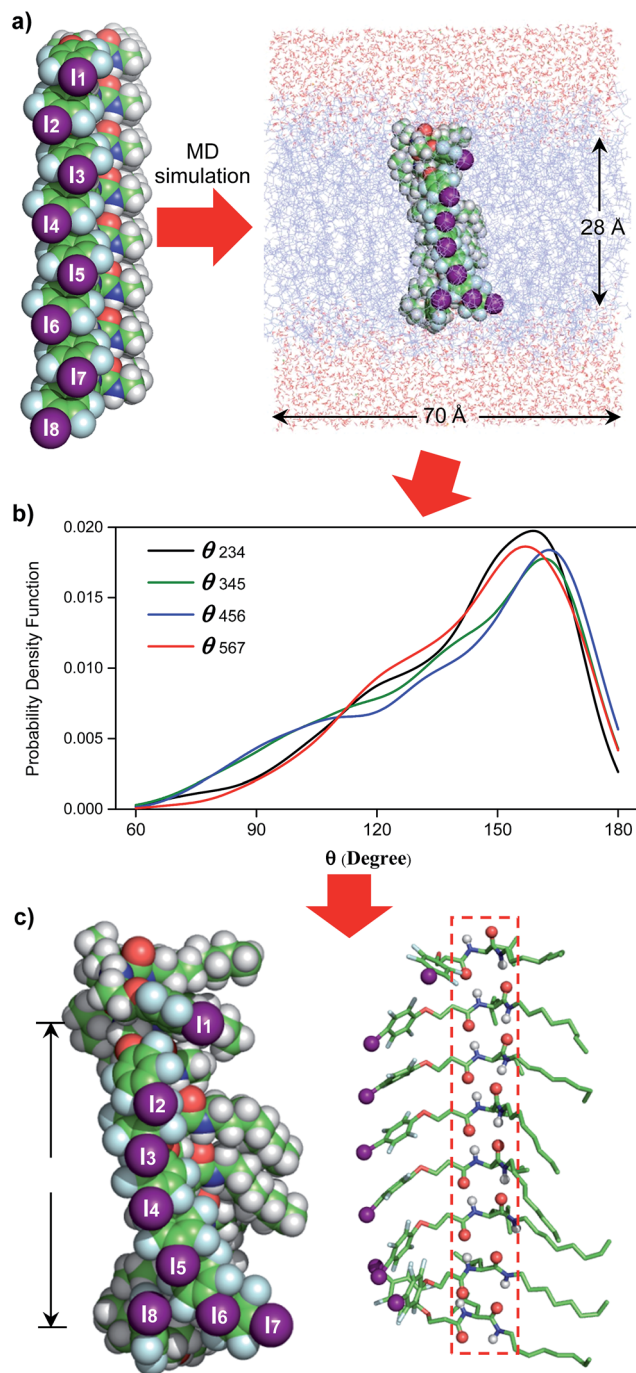 a)
I1
I2
I3
I4
I5
I6
I7
I8
MD
simulation
28 Å
70 Å
b)
0.020
0.015
0.010
0.005
0.000
Probability Density Function
θ 234
θ 345
θ 456
θ 567
60
90
120
150
180
θ (Degree)
c)
I1
I2
I3
I4
I5
I8
I6
I7